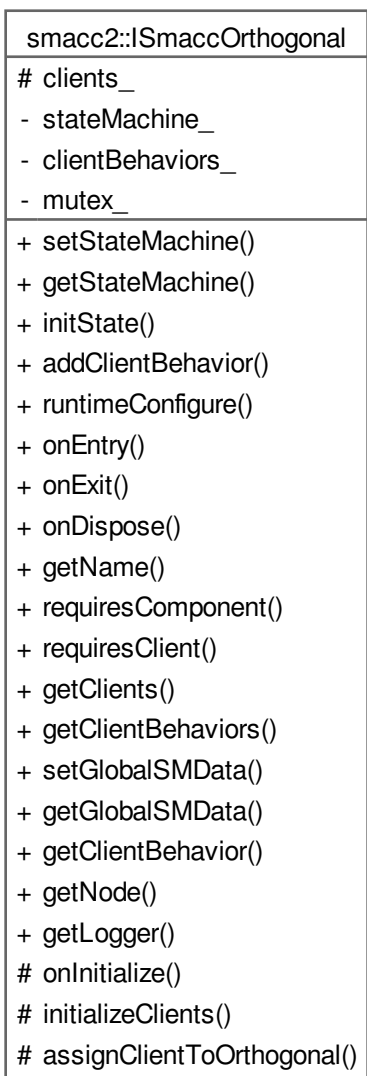 smacc2::ISmaccOrthogonal
# clients_
- stateMachine_
- clientBehaviors_
- mutex_
+ setStateMachine()
+ getStateMachine()
+ initState()
+ addClientBehavior()
+ runtimeConfigure()
+ onEntry()
+ onExit()
+ onDispose()
+ getName()
+ requiresComponent()
+ requiresClient()
+ getClients()
+ getClientBehaviors()
+ setGlobalSMData()
+ getGlobalSMData()
+ getClientBehavior()
+ getNode()
+ getLogger()
# onInitialize()
# initializeClients()
# assignClientToOrthogonal()